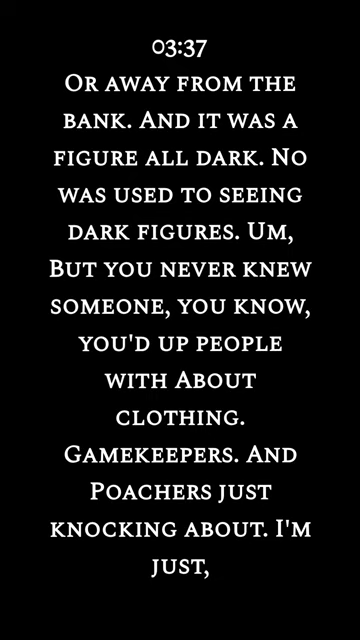 03:37
Or away from the
bank. And it was a
figure all dark. No
was used to seeing
dark figures. Um,
But you never knew
someone, you know,
you'd up people
with About
clothing.
Gamekeepers. And
Poachers just
knocking about. I'm
just,